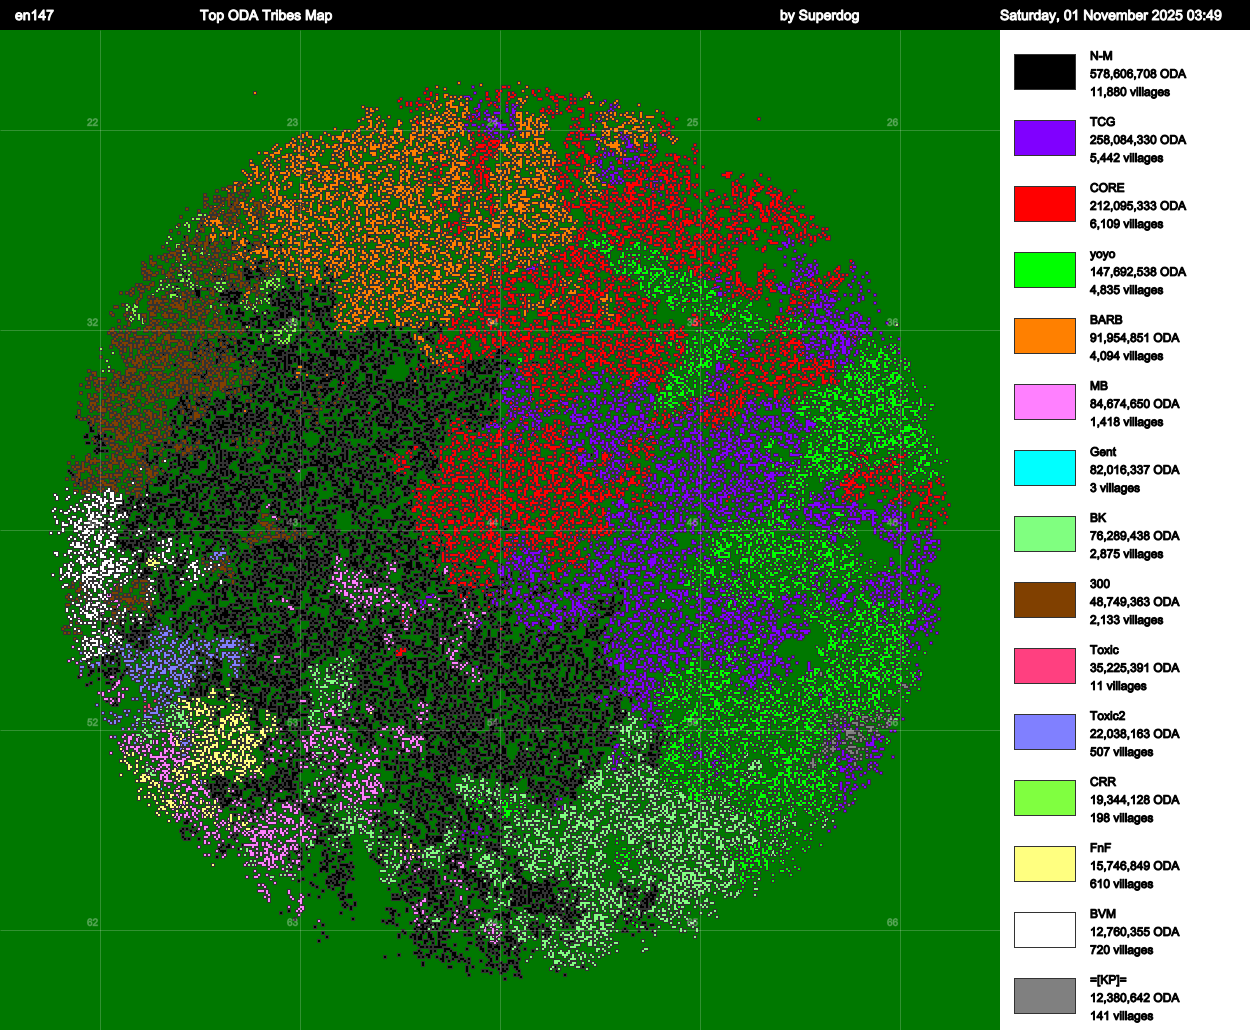 en147 Top ODA Tribes Map by Superdog Saturday, 01 November 2025 03:49
N-M
578,606,708 ODA
11,880 villages
TCG
258,084,330 ODA
5,442 villages
CORE
212,095,333 ODA
6,109 villages
yoyo
147,692,538 ODA
4,835 villages
BARB
91,954,851 ODA
4,094 villages
MB
84,674,650 ODA
1,418 villages
Gent
82,016,337 ODA
3 villages
BK
76,289,438 ODA
2,875 villages
300
48,749,363 ODA
2,133 villages
Toxic
35,225,391 ODA
11 villages
Toxic2
22,038,163 ODA
507 villages
CRR
19,344,128 ODA
198 villages
FnF
15,746,849 ODA
610 villages
BVM
12,760,355 ODA
720 villages
=[KP]=
12,380,642 ODA
141 villages
22 23 24 25 26
32 34 35 36
43 44 45 46
52 53 54 55 56
62 63 65 66